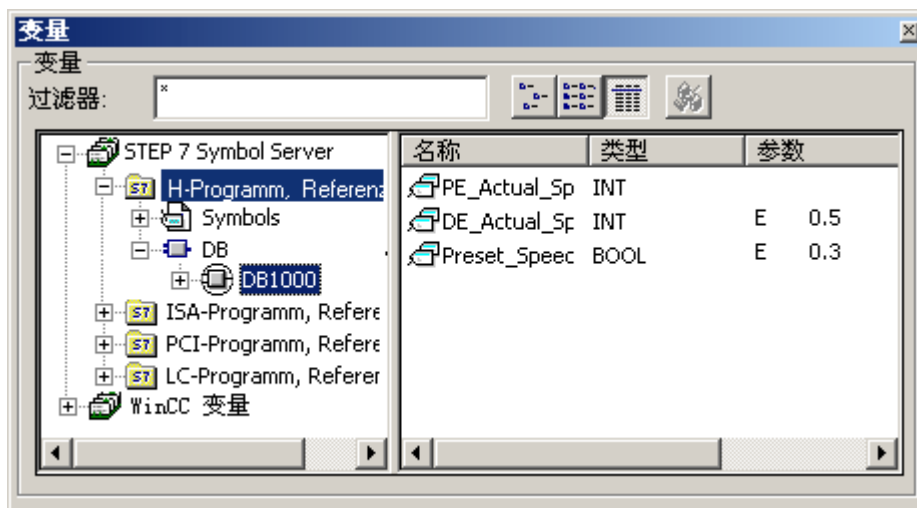 变量
变量
过滤器: *
STEP 7 Symbol Server
H-Programm, Referenz
Symbols
DB
DB1000
ISA-Programm, Refere
PCI-Programm, Refere
LC-Programm, Referer
WinCC 变量
名称 类型 参数
PE_Actual_Sp INT
DE_Actual_Sp INT E 0.5
Preset_Speec BOOL E 0.3